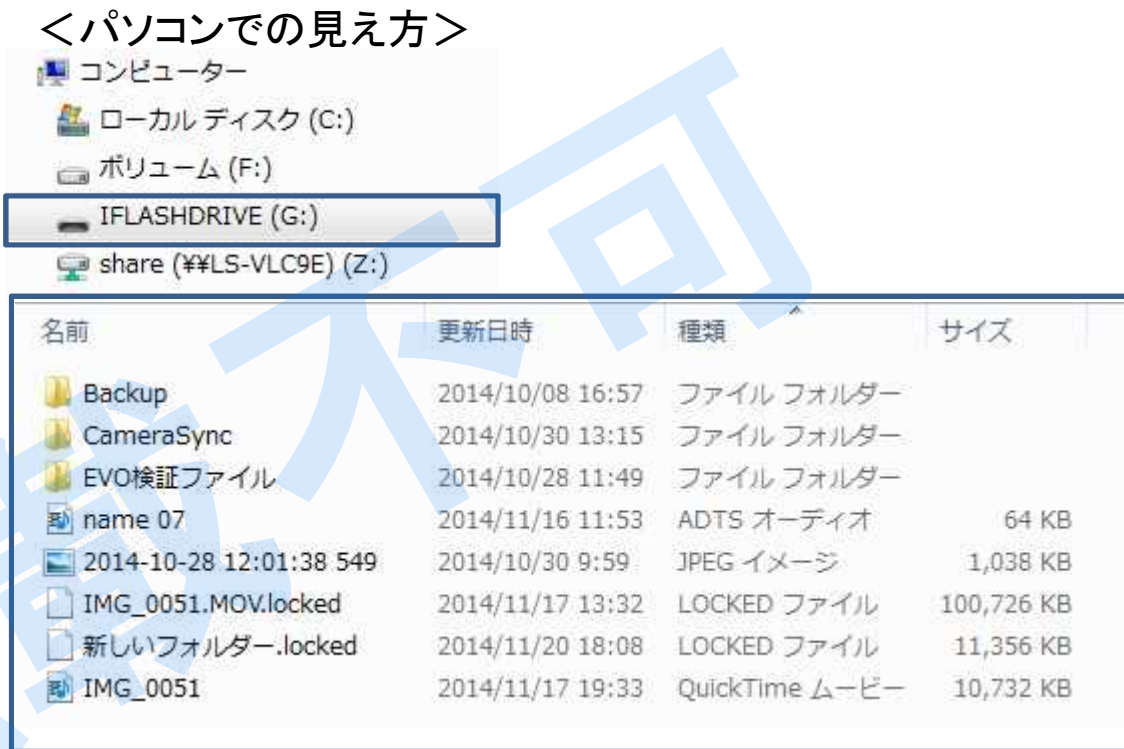 <パソコンでの見え方>
コンピューター
ローカル ディスク (C:)
ボリューム (F:)
IFLASHDRIVE (G:)
share (¥¥LS-VLC9E) (Z:)
名前 更新日時 種類 サイズ
Backup 2014/10/08 16:57 ファイル フォルダー
CameraSync 2014/10/30 13:15 ファイル フォルダー
EVO検証ファイル 2014/10/28 11:49 ファイル フォルダー
name 07 2014/11/16 11:53 ADTS オーディオ 64 KB
2014-10-28 12:01:38 549 2014/10/30 9:59 JPEG イメージ 1,038 KB
IMG_0051.MOV.locked 2014/11/17 13:32 LOCKED ファイル 100,726 KB
新しいフォルダー.locked 2014/11/20 18:08 LOCKED ファイル 11,356 KB
IMG_0051 2014/11/17 19:33 QuickTime ムービー 10,732 KB
載不可